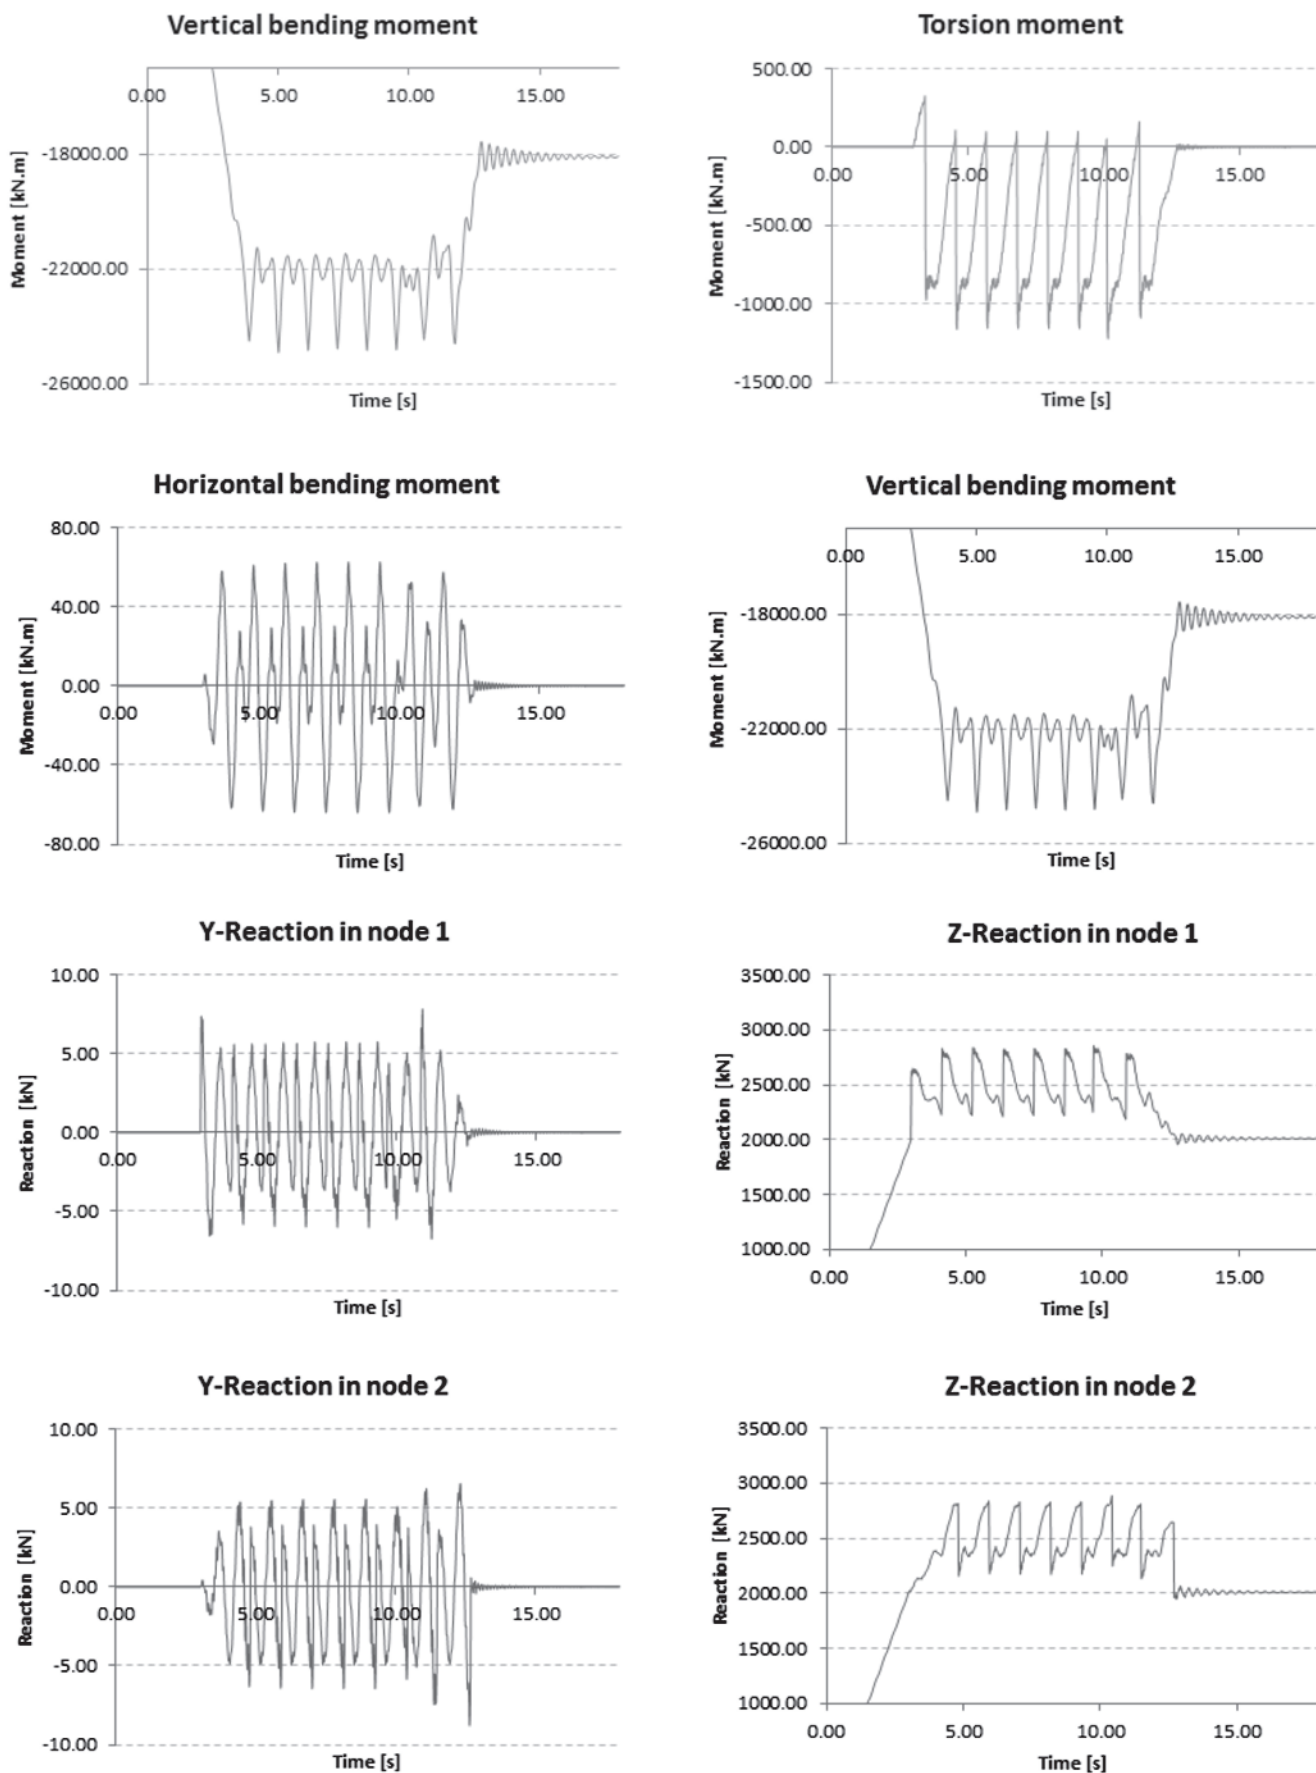 Vertical bending moment
0.00 5.00 10.00 15.00
-18000.00
-22000.00
-26000.00
Moment [kN.m]
Time [s]
Torsion moment
500.00
0.00
0.00 5.00 10.00 15.00
-500.00
-1000.00
-1500.00
Moment [kN.m]
Time [s]
Horizontal bending moment
80.00
40.00
0.00
0.00 5.00 10.00 15.00
-40.00
-80.00
Moment [kN.m]
Time [s]
Vertical bending moment
0.00 5.00 10.00 15.00
-18000.00
-22000.00
-26000.00
Moment [kN.m]
Time [s]
Y-Reaction in node 1
10.00
5.00
0.00
0.00 5.00 10.00 15.00
-5.00
-10.00
Reaction [kN]
Time [s]
Z-Reaction in node 1
3500.00
3000.00
2500.00
2000.00
1500.00
1000.00
0.00 5.00 10.00 15.00
Reaction [kN]
Time [s]
Y-Reaction in node 2
10.00
5.00
0.00
0.00 5.00 10.00 15.00
-5.00
-10.00
Reaction [kN]
Time [s]
Z-Reaction in node 2
3500.00
3000.00
2500.00
2000.00
1500.00
1000.00
0.00 5.00 10.00 15.00
Reaction [kN]
Time [s]